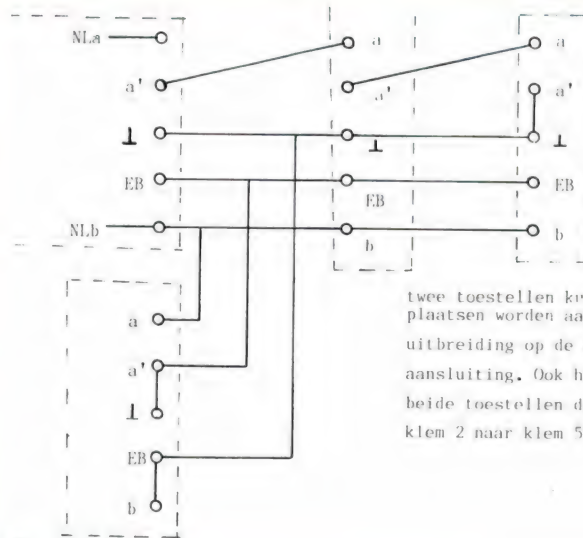 NLa
a'
⊥
EB
NLb
a
a'
⊥
EB
b
a
a'
⊥
EB
b
a
a'
⊥
EB
b
twee toestellen
plaatsen worden
uitbreiding op de
aansluiting. Ook
beide toestellen
klem 2 naar klem 5